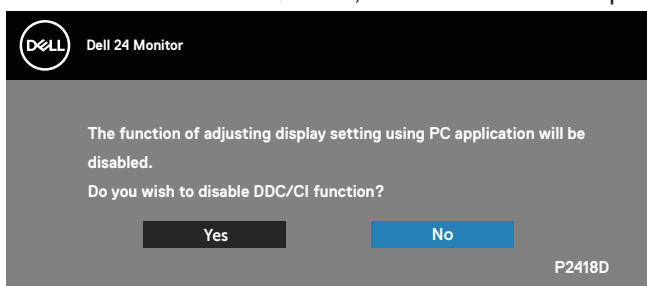 DELL
Dell 24 Monitor
The function of adjusting display setting using PC application will be
disabled.
Do you wish to disable DDC/CI function?
Yes
No
P2418D